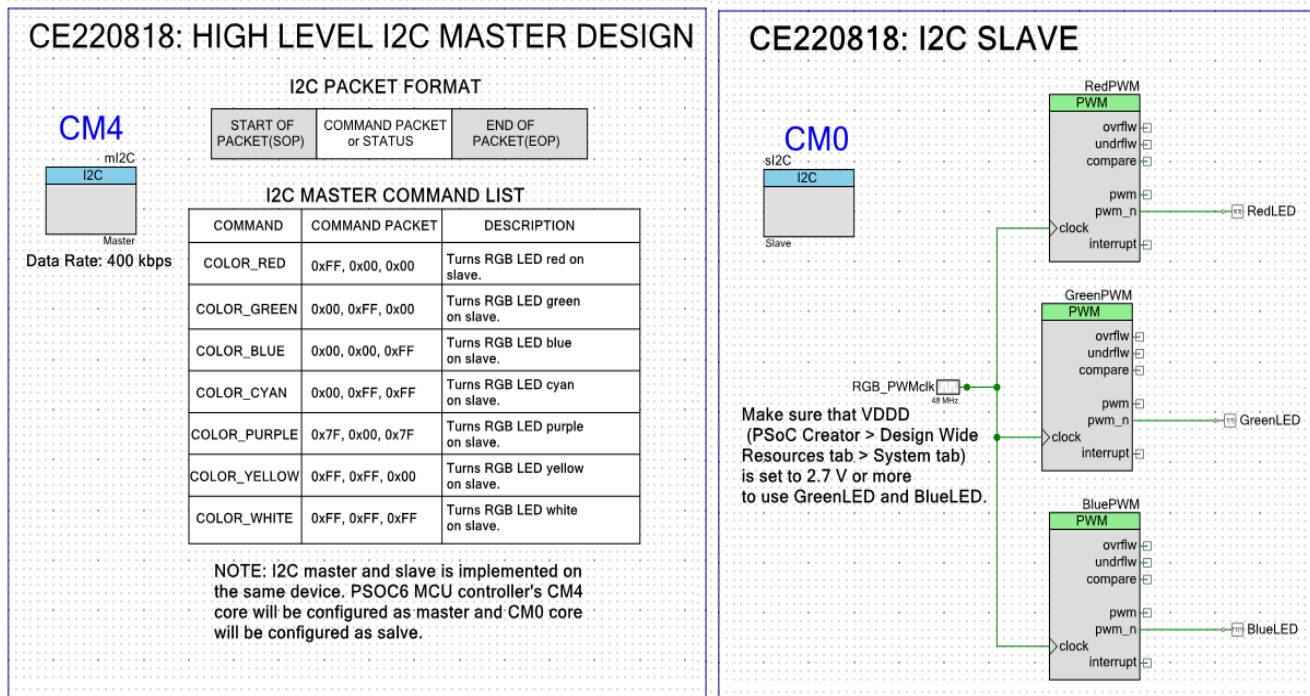 CE220818: HIGH LEVEL I2C MASTER DESIGN
I2C PACKET FORMAT
START OF
PACKET(SOP)
COMMAND PACKET
or STATUS
END OF
PACKET(EOP)
CM4
mI2C
I2C
Master
Data Rate: 400 kbps
I2C MASTER COMMAND LIST
COMMAND COMMAND PACKET DESCRIPTION
COLOR_RED 0xFF, 0x00, 0x00 Turns RGB LED red on
slave.
COLOR_GREEN 0x00, 0xFF, 0x00 Turns RGB LED green
on slave.
COLOR_BLUE 0x00, 0x00, 0xFF Turns RGB LED blue
on slave.
COLOR_CYAN 0x00, 0xFF, 0xFF Turns RGB LED cyan
on slave.
COLOR_PURPLE 0x7F, 0x00, 0x7F Turns RGB LED purple
on slave.
COLOR_YELLOW 0xFF, 0xFF, 0x00 Turns RGB LED yellow
on slave.
COLOR_WHITE 0xFF, 0xFF, 0xFF Turns RGB LED white
on slave.
NOTE: I2C master and slave is implemented on
the same device. PSOC6 MCU controller's CM4
core will be configured as master and CM0 core
will be configured as salve.
CE220818: I2C SLAVE
CM0
sI2C
I2C
Slave
RedPWM
PWM
ovrflw
undrflw
compare
pwm
pwm_n
RedLED
clock
interrupt
GreenPWM
PWM
ovrflw
undrflw
compare
pwm
pwm_n
GreenLED
clock
interrupt
RGB_PWMclk
48 MHz
Make sure that VDDD
(PSoC Creator > Design Wide
Resources tab > System tab)
is set to 2.7 V or more
to use GreenLED and BlueLED.
BluePWM
PWM
ovrflw
undrflw
compare
pwm
pwm_n
BlueLED
clock
interrupt